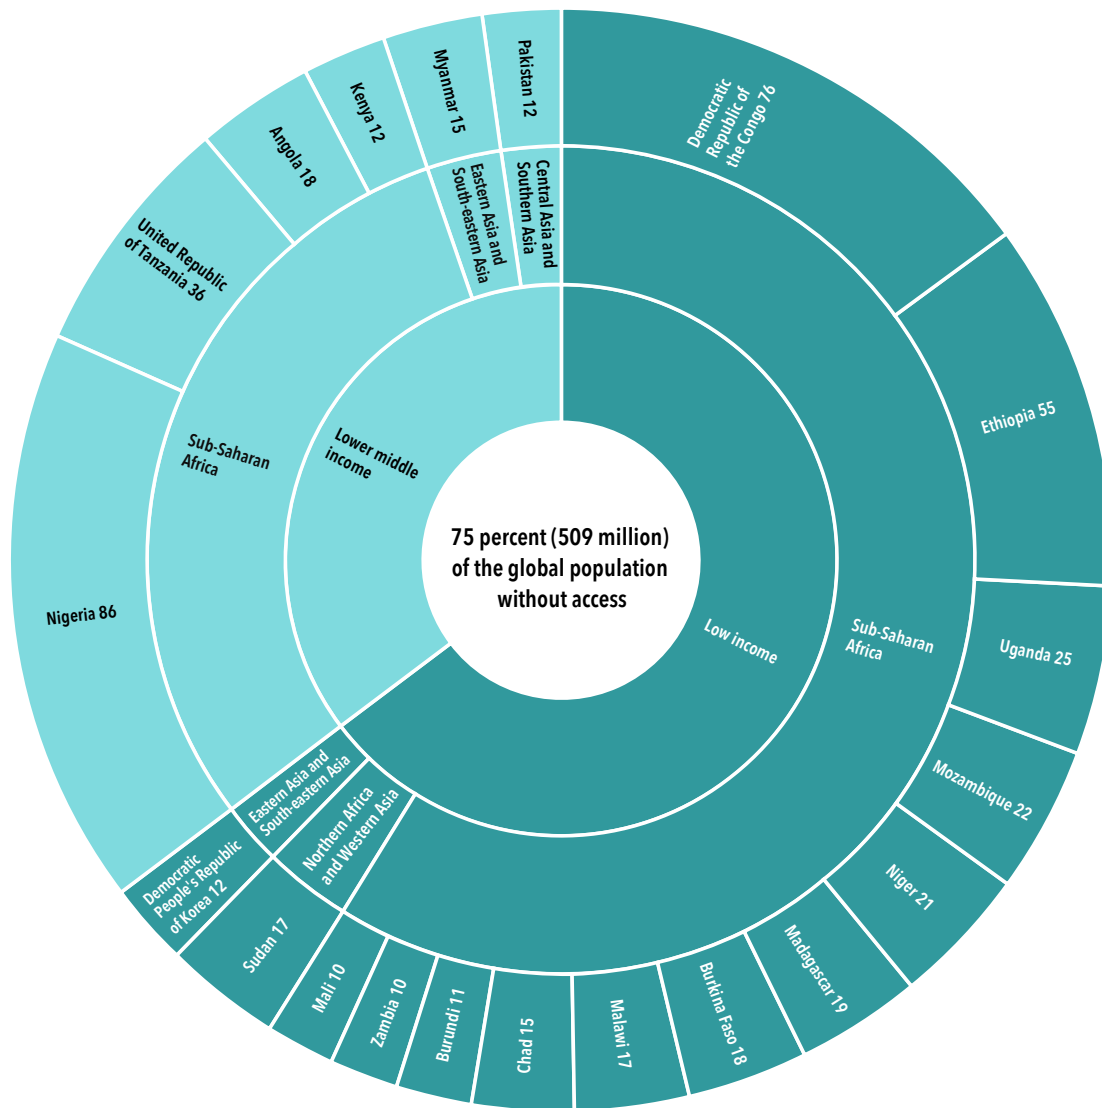 75 percent (509 million)
of the global population
without access
Low income
Sub-Saharan
Africa
Democratic
Republic of
the Congo 76
Ethiopia 55
Uganda 25
Mozambique 22
Niger 21
Madagascar 19
Burkina Faso 18
Malawi 17
Chad 15
Burundi 11
Zambia 10
Mali 10
Northern Africa
and Western Asia
Sudan 17
Eastern Asia and
South-eastern Asia
Democratic
People's Republic
of Korea 12
Lower middle
income
Sub-Saharan
Africa
Nigeria 86
United Republic
of Tanzania 36
Angola 18
Kenya 12
Eastern Asia and
South-eastern Asia
Myanmar 15
Central Asia and
Southern Asia
Pakistan 12